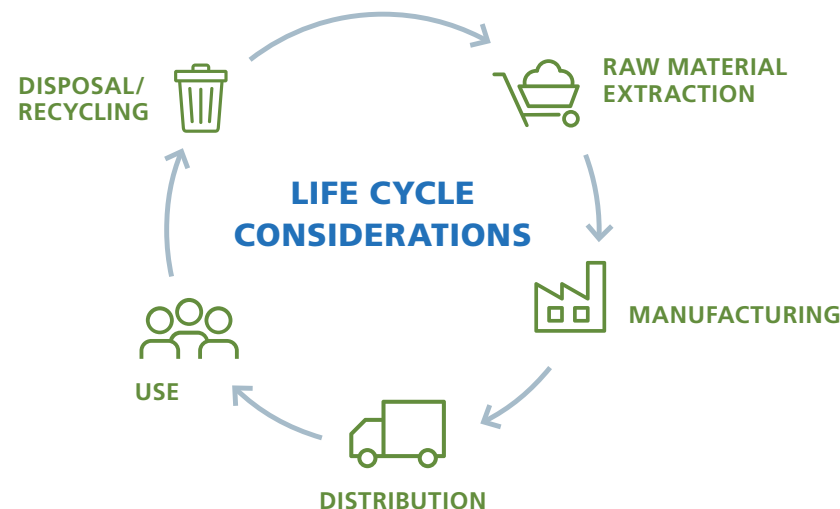 LIFE CYCLE
CONSIDERATIONS
RAW MATERIAL
EXTRACTION
MANUFACTURING
DISTRIBUTION
USE
DISPOSAL/
RECYCLING